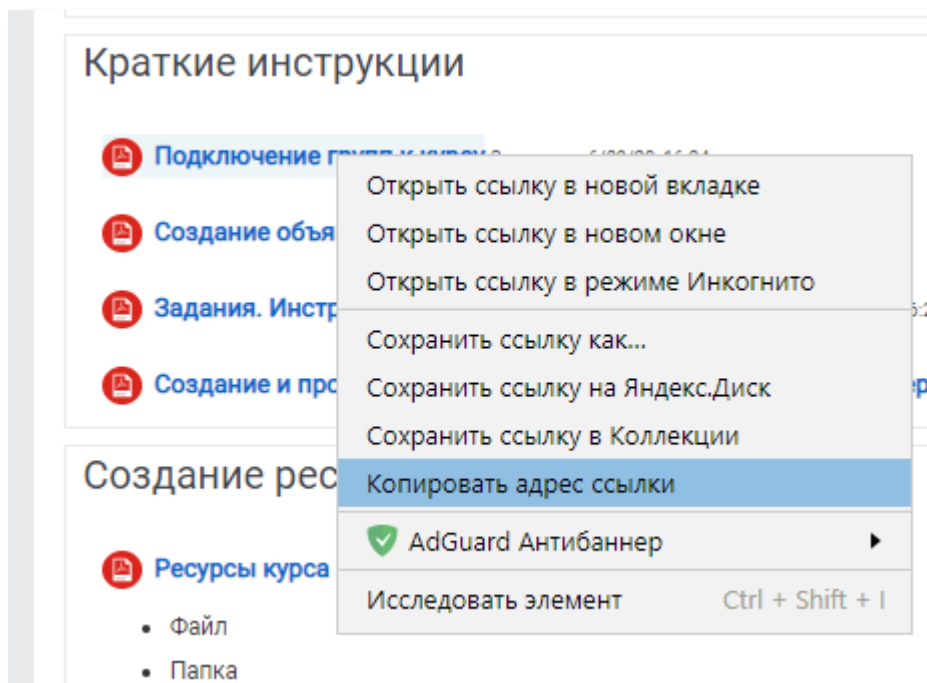 Краткие инструкции
Подключение групп к курсу
Открыть ссылку в новой вкладке
Создание объя
Открыть ссылку в новом окне
Открыть ссылку в режиме Инкогнито
Задания. Инстр
Сохранить ссылку как...
Создание и про
Сохранить ссылку на Яндекс.Диск
Сохранить ссылку в Коллекции
Создание рес
Копировать адрес ссылки
AdGuard Антибаннер
Ресурсы курса
Исследовать элемент Ctrl + Shift + I
Файл
Папка